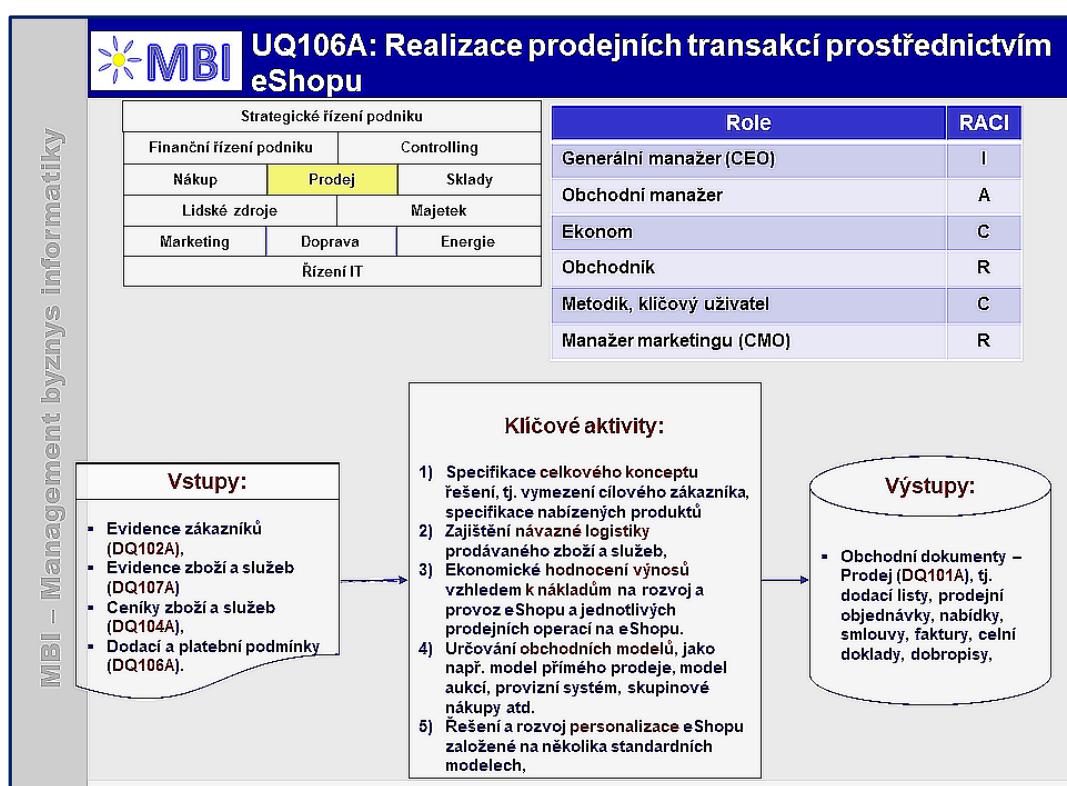 MBI
UQ106A: Realizace prodejních transakcí prostřednictvím
eShopu
MBI – Management byznys informatiky
Strategické řízení podniku
Finanční řízení podniku
Controlling
Nákup
Prodej
Sklady
Lidské zdroje
Majetek
Marketing
Doprava
Energie
Řízení IT
Role RACI
Generální manažer (CEO) I
Obchodní manažer A
Ekonom C
Obchodník R
Metodik, klíčový uživatel C
Manažer marketingu (CMO) R
Vstupy:
▪ Evidence zákazníků
(DQ102A),
▪ Evidence zboží a služeb
(DQ107A)
▪ Ceníky zboží a služeb
(DQ104A),
▪ Dodací a platební podmínky
(DQ106A).
Klíčové aktivity:
1) Specifikace celkového konceptu
řešení, tj. vymezení cílového zákazníka,
specifikace nabízených produktů
2) Zajištění návazné logistiky
prodávaného zboží a služeb,
3) Ekonomické hodnocení výnosů
vzhledem k nákladům na rozvoj a
provoz eShopu a jednotlivých
prodejních operací na eShopu.
4) Určování obchodních modelů, jako
např. model přímého prodeje, model
aukcí, provizní systém, skupinové
nákupy atd.
5) Řešení a rozvoj personalizace eShopu
založené na několika standardních
modelech,
Výstupy:
▪ Obchodní dokumenty –
Prodej (DQ101A), tj.
dodací listy, prodejní
objednávky, nabídky,
smlouvy, faktury, celní
doklady, dobropisy,